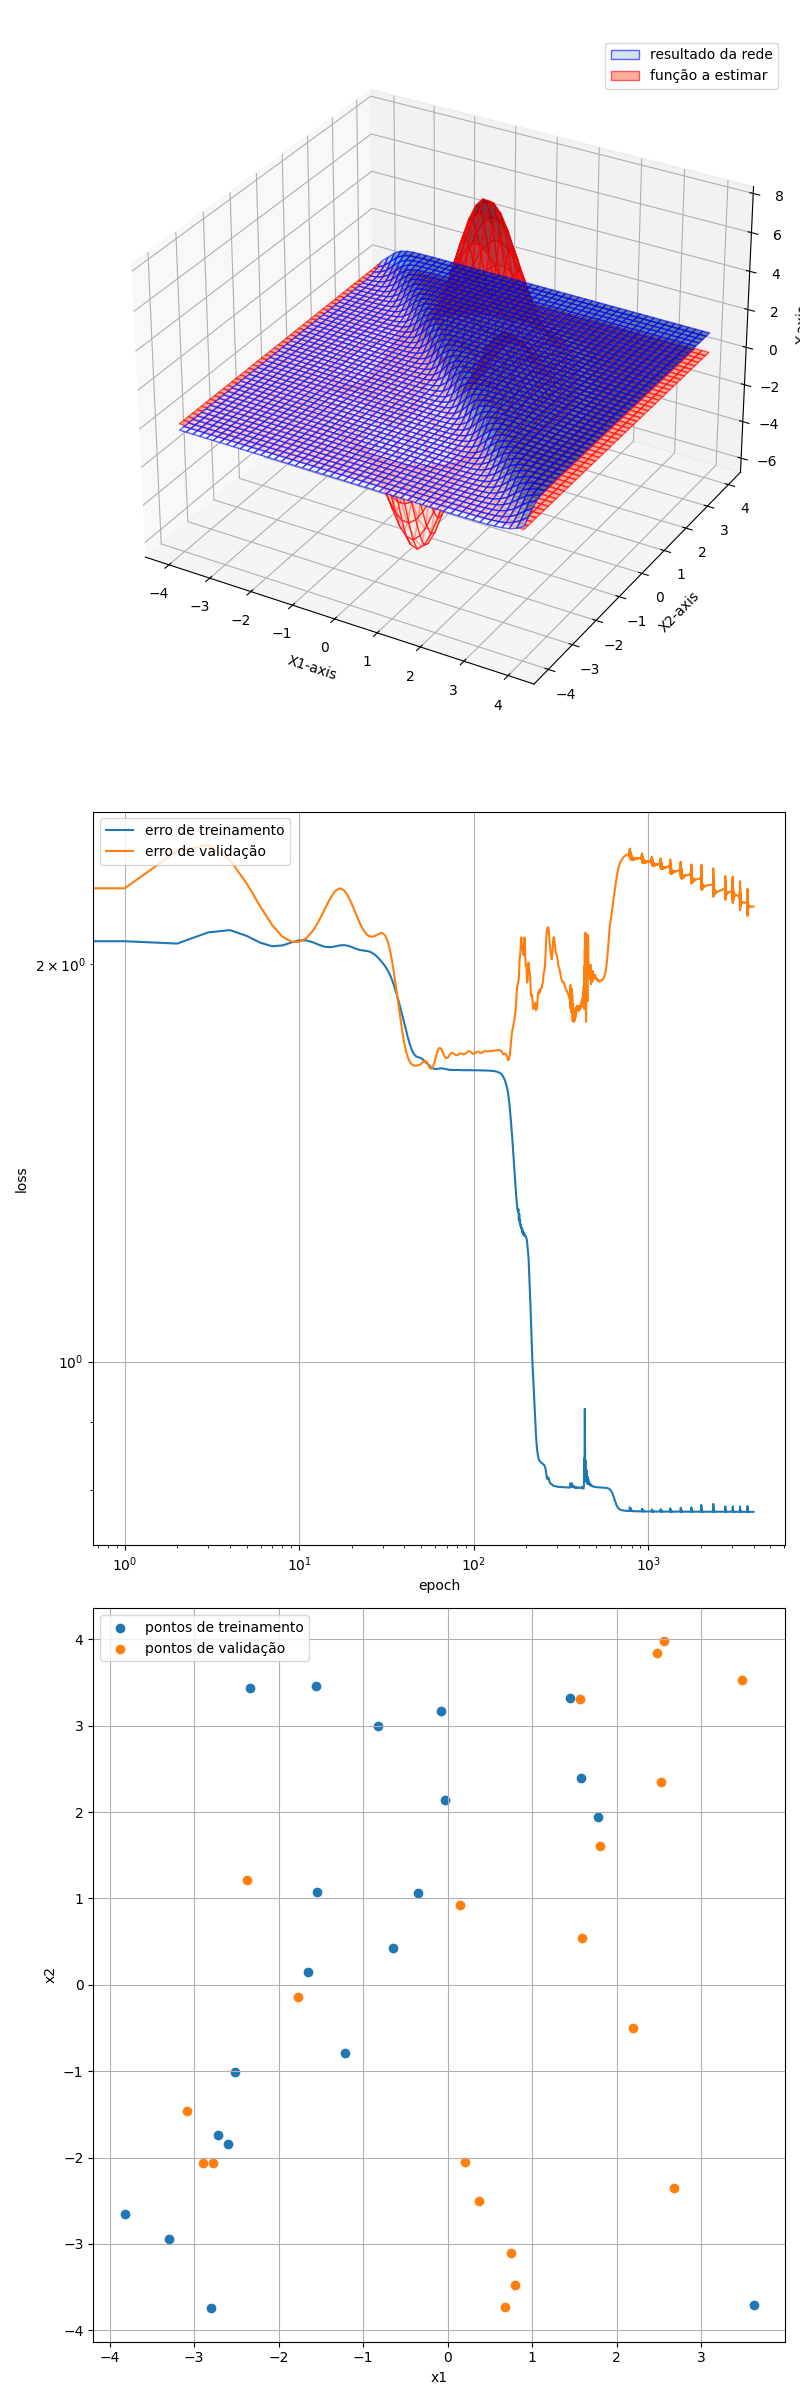 resultado da rede
função a estimar
8
6
4
2
0
−2
−4
−6
−4
−3
−2
−1
0
1
2
3
4
X1-axis
−4
−3
−2
−1
0
1
2
3
4
X2-axis
erro de treinamento
erro de validação
2 × 10⁰
10⁰
loss
10⁰ 10¹ 10² 10³
epoch
pontos de treinamento
pontos de validação
4
3
2
1
0
−1
−2
−3
−4
x2
−4 −3 −2 −1 0 1 2 3
x1